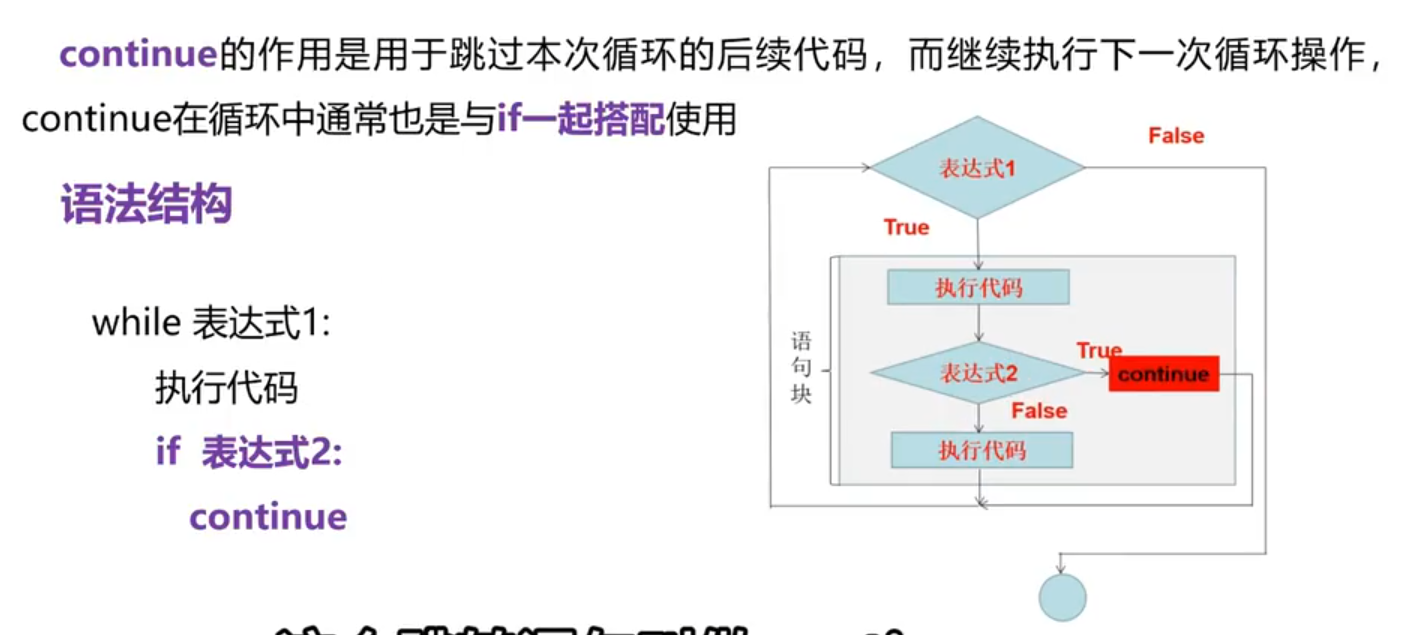 continue的作用是用于跳过本次循环的后续代码，而继续执行下一次循环操作，
continue在循环中通常也是与if一起搭配使用
语法结构
while 表达式1:
执行代码
if 表达式2:
continue
表达式1
False
True
执行代码
语句块
表达式2
True
continue
False
执行代码